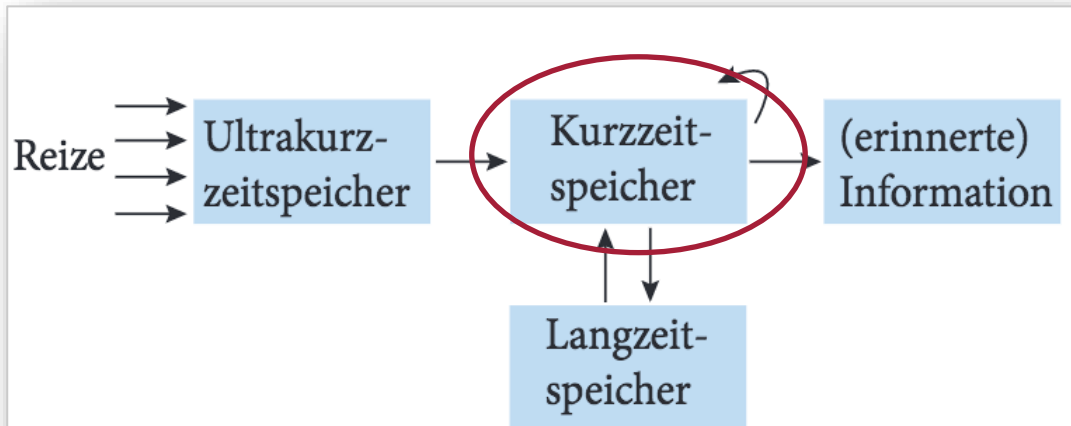 Reize
Ultrakurz-
zeitspeicher
Kurzzeit-
speicher
(erinnerte)
Information
Langzeit-
speicher